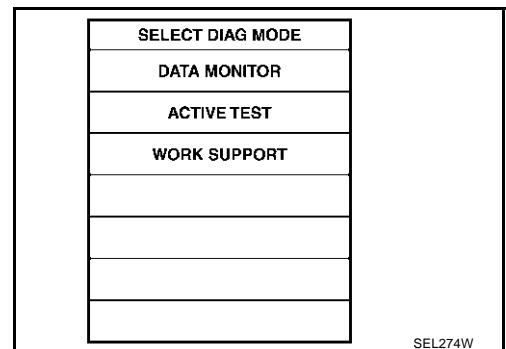 SELECT DIAG MODE
DATA MONITOR
ACTIVE TEST
WORK SUPPORT
SEL274W